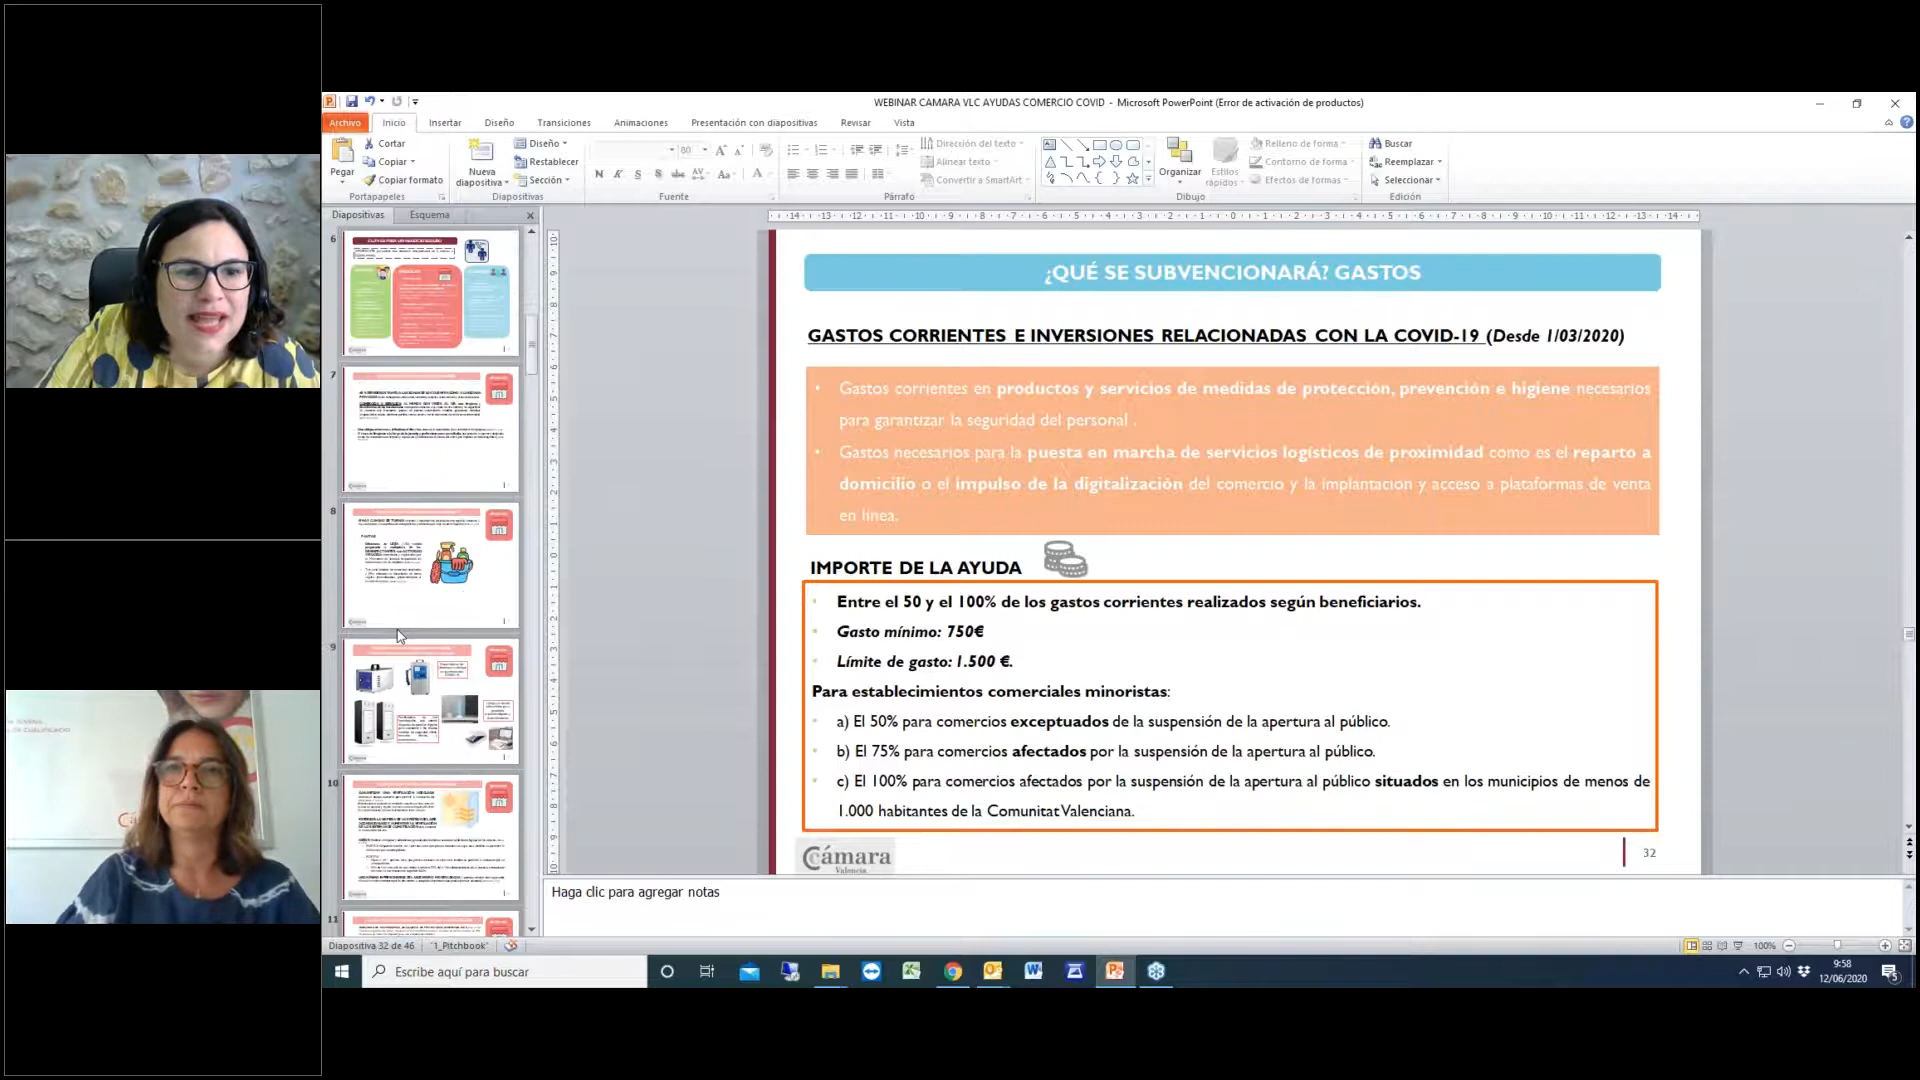 WEBINAR CAMARA VLC AYUDAS COMERCIO COVID - Microsoft PowerPoint (Error de activación de productos)
Archivo Inicio Insertar Diseño Transiciones Animaciones Presentación con diapositivas Revisar Vista
Pegar
Cortar
Copiar
Copiar formato
Portapapeles
Nueva diapositiva
Diseño
Restablecer
Sección
Diapositivas
80
N K S S abc AV Aa A
Fuente
Párrafo
Dirección del texto
Alinear texto
Convertir a SmartArt
Organizar
Estilos rápidos
Relleno de forma
Contorno de forma
Efectos de formas
Dibujo
Buscar
Reemplazar
Seleccionar
Edición
Diapositivas Esquema
6
7
8
9
10
11
¿QUÉ SE SUBVENCIONARÁ? GASTOS
GASTOS CORRIENTES E INVERSIONES RELACIONADAS CON LA COVID-19 (Desde 1/03/2020)
• Gastos corrientes en productos y servicios de medidas de protección, prevención e higiene necesarios
para garantizar la seguridad del personal .
• Gastos necesarios para la puesta en marcha de servicios logísticos de proximidad como es el reparto a
domicilio o el impulso de la digitalización del comercio y la implantación y acceso a plataformas de venta
en línea.
IMPORTE DE LA AYUDA
Entre el 50 y el 100% de los gastos corrientes realizados según beneficiarios.
Gasto mínimo: 750€
Límite de gasto: 1.500 €.
Para establecimientos comerciales minoristas:
a) El 50% para comercios exceptuados de la suspensión de la apertura al público.
b) El 75% para comercios afectados por la suspensión de la apertura al público.
c) El 100% para comercios afectados por la suspensión de la apertura al público situados en los municipios de menos de
1.000 habitantes de la Comunitat Valenciana.
Cámara
Valencia
32
Haga clic para agregar notas
Diapositiva 32 de 46 "1_Pitchbook" 100%
Escribe aquí para buscar
9:58
12/06/2020
5